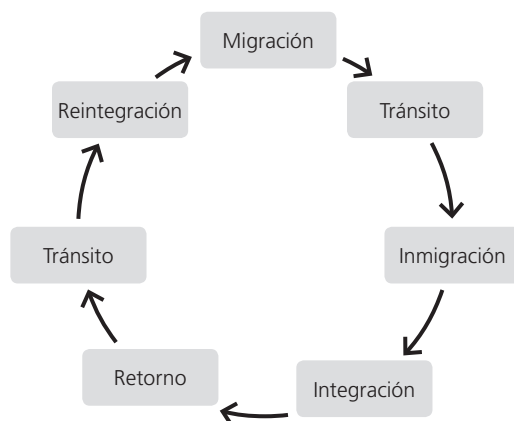 Migración
Tránsito
Inmigración
Integración
Retorno
Tránsito
Reintegración